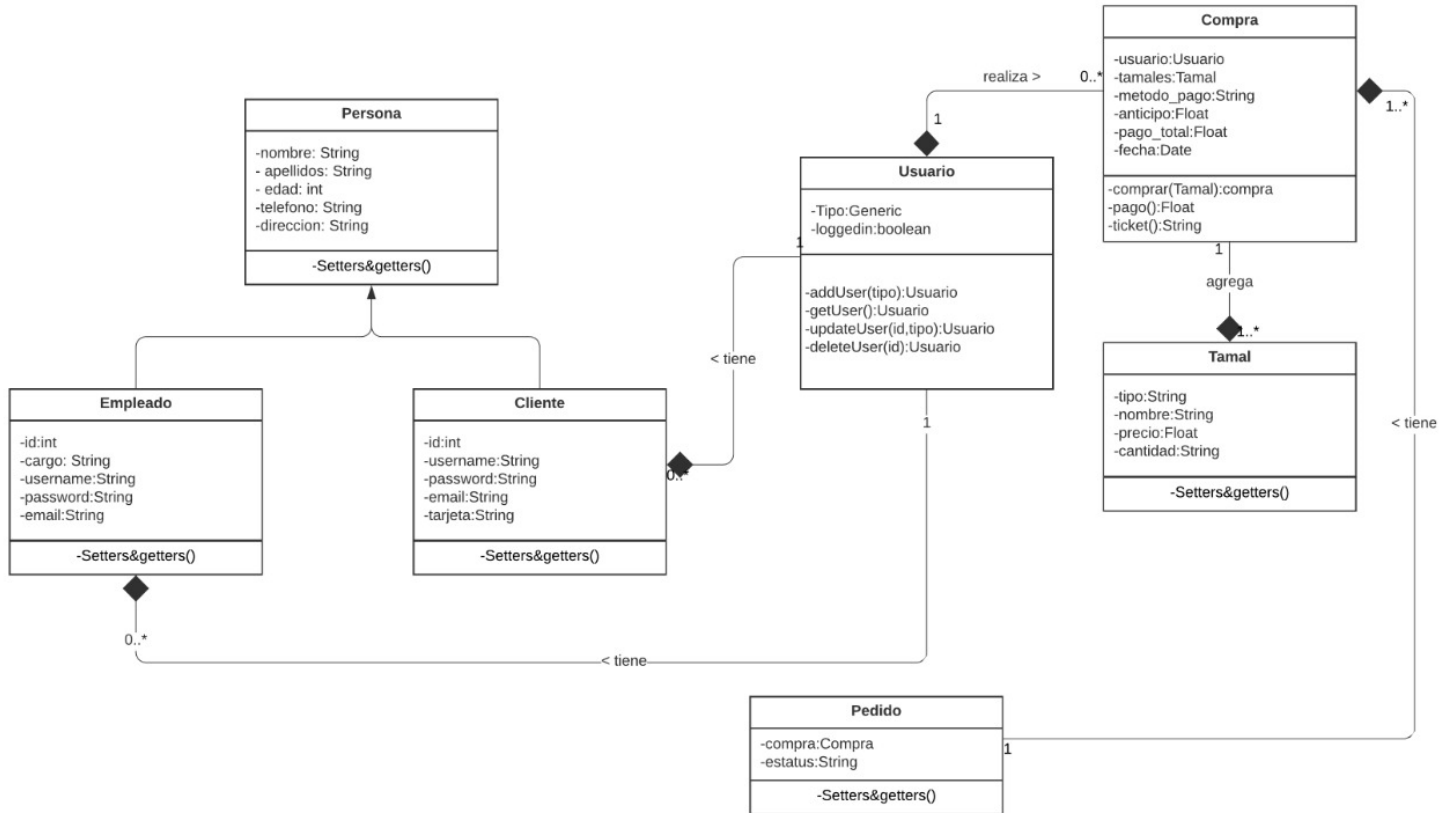 Compra
-usuario:Usuario
-tamales:Tamal
-metodo_pago:String
-anticipo:Float
-pago_total:Float
-fecha:Date
-comprar(Tamal):compra
-pago():Float
-ticket():String
realiza >
0..*
1
1..*
Persona
-nombre: String
- apellidos: String
- edad: int
-telefono: String
-direccion: String
-Setters&getters()
Usuario
-Tipo:Generic
-loggedin:boolean
-addUser(tipo):Usuario
-getUser():Usuario
-updateUser(id,tipo):Usuario
-deleteUser(id):Usuario
1
< tiene
0..*
1
agrega
1..*
Tamal
-tipo:String
-nombre:String
-precio:Float
-cantidad:String
-Setters&getters()
< tiene
Empleado
-id:int
-cargo: String
-username:String
-password:String
-email:String
-Setters&getters()
Cliente
-id:int
-username:String
-password:String
-email:String
-tarjeta:String
-Setters&getters()
1
0..*
< tiene
Pedido
-compra:Compra
-estatus:String
-Setters&getters()
1